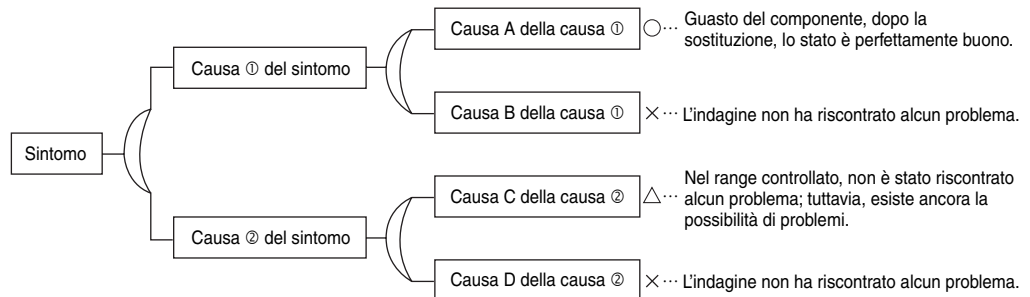 Sintomo
Causa ① del sintomo
Causa A della causa ①
○… Guasto del componente, dopo la
sostituzione, lo stato è perfettamente buono.
Causa B della causa ①
×… L'indagine non ha riscontrato alcun problema.
Causa ② del sintomo
Causa C della causa ②
△… Nel range controllato, non è stato riscontrato
alcun problema; tuttavia, esiste ancora la
possibilità di problemi.
Causa D della causa ②
×… L'indagine non ha riscontrato alcun problema.